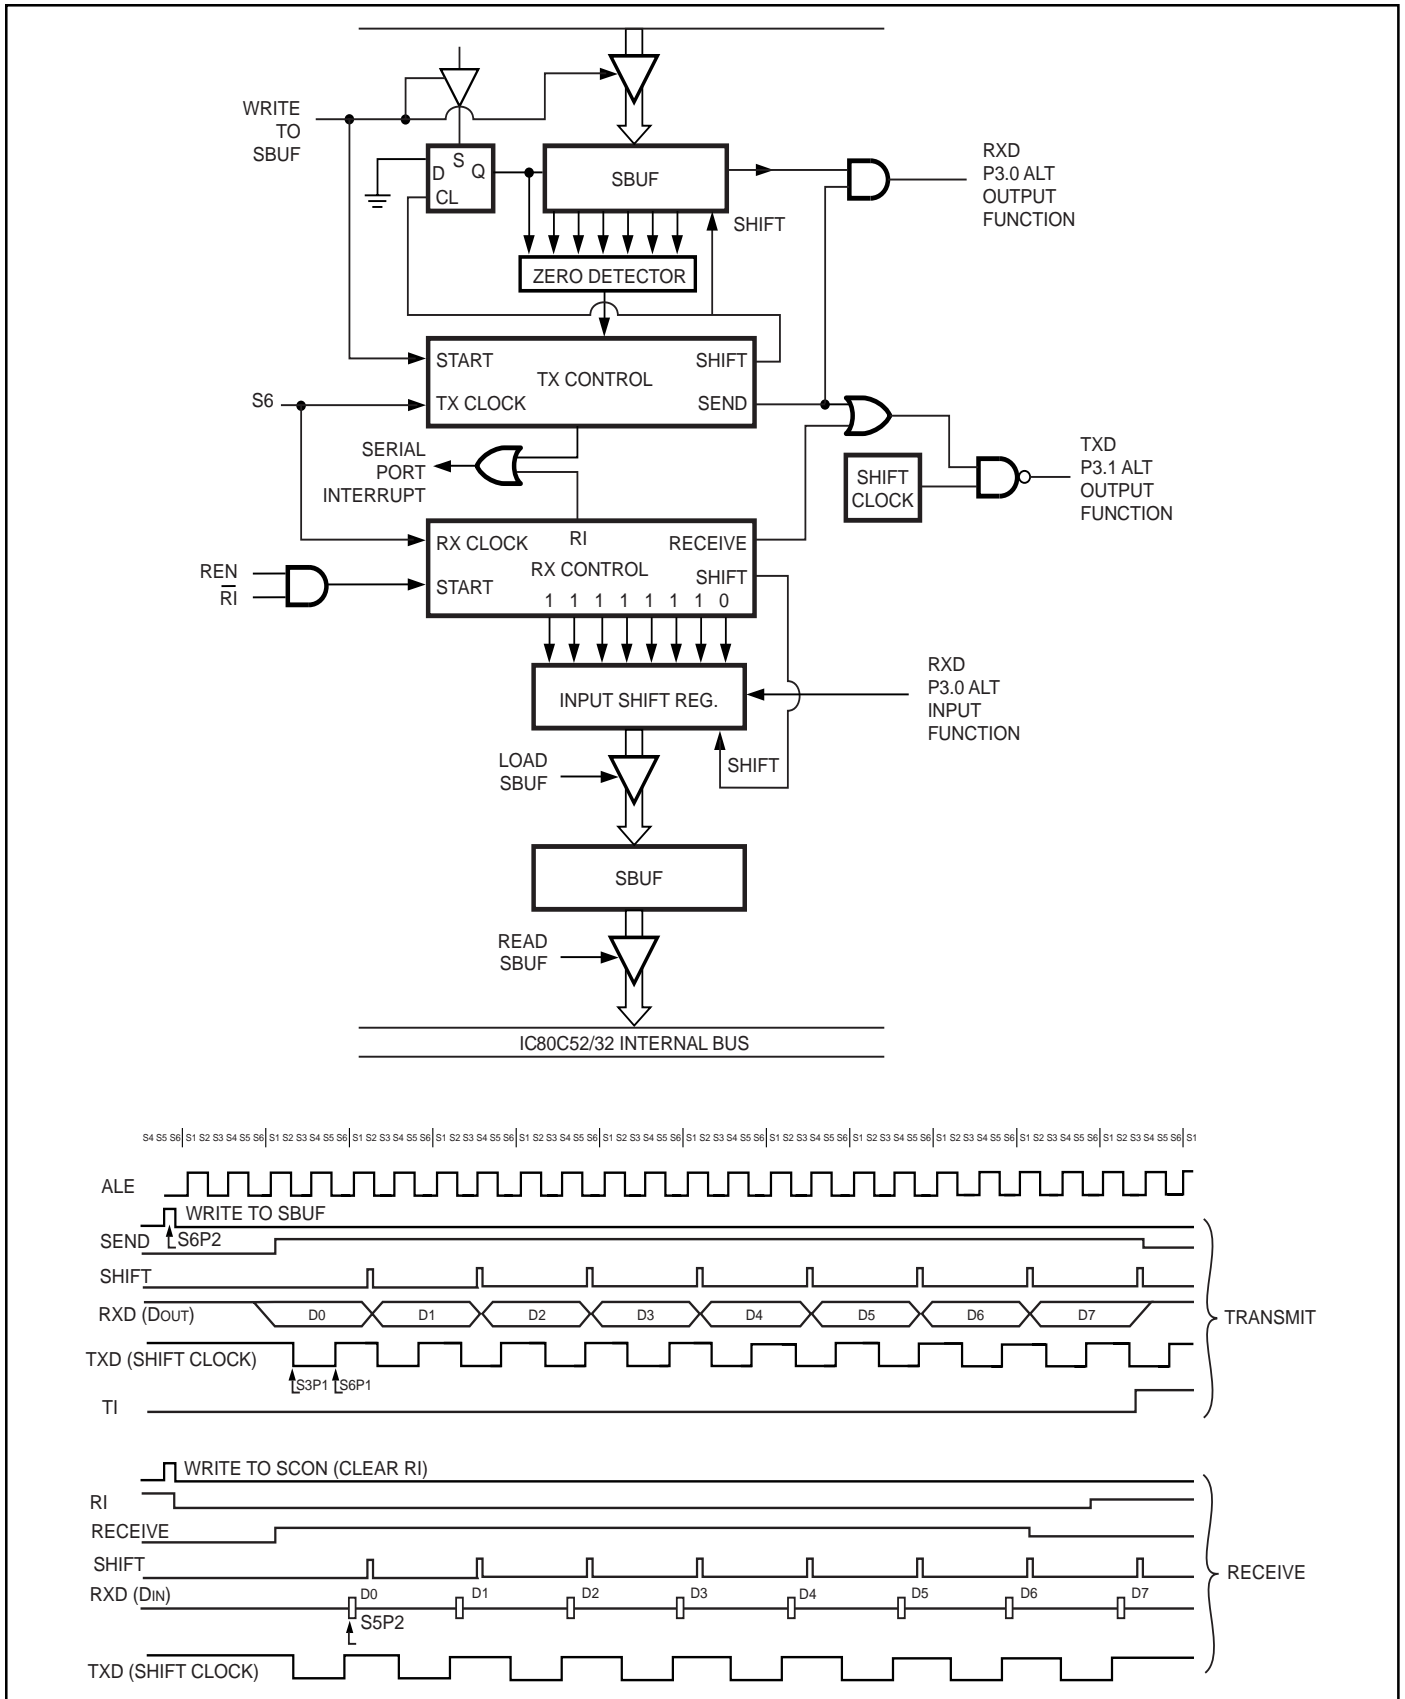 WRITE
TO
SBUF
S
D Q
CL
SBUF
SHIFT
RXD
P3.0 ALT
OUTPUT
FUNCTION
ZERO DETECTOR
START SHIFT
TX CONTROL
TX CLOCK SEND
S6
SERIAL
PORT
INTERRUPT
SHIFT
CLOCK
TXD
P3.1 ALT
OUTPUT
FUNCTION
RX CLOCK RI RECEIVE
RX CONTROL SHIFT
START
1 1 1 1 1 1 1 0
REN
R̅I̅
INPUT SHIFT REG.
RXD
P3.0 ALT
INPUT
FUNCTION
LOAD
SBUF
SHIFT
SBUF
READ
SBUF
IC80C52/32 INTERNAL BUS
S4 S5 S6 S1 S2 S3 S4 S5 S6 S1 S2 S3 S4 S5 S6 S1 S2 S3 S4 S5 S6 S1 S2 S3 S4 S5 S6 S1 S2 S3 S4 S5 S6 S1 S2 S3 S4 S5 S6 S1 S2 S3 S4 S5 S6 S1 S2 S3 S4 S5 S6 S1 S2 S3 S4 S5 S6 S1 S2 S3 S4 S5 S6 S1 S2 S3 S4 S5 S6 S1 S2 S3 S4 S5 S6 S1
ALE
WRITE TO SBUF
SEND S6P2
SHIFT
RXD (DOUT) D0 D1 D2 D3 D4 D5 D6 D7
TRANSMIT
TXD (SHIFT CLOCK)
S3P1 S6P1
TI
WRITE TO SCON (CLEAR RI)
RI
RECEIVE
SHIFT
RECEIVE
RXD (DIN) D0 D1 D2 D3 D4 D5 D6 D7
S5P2
TXD (SHIFT CLOCK)